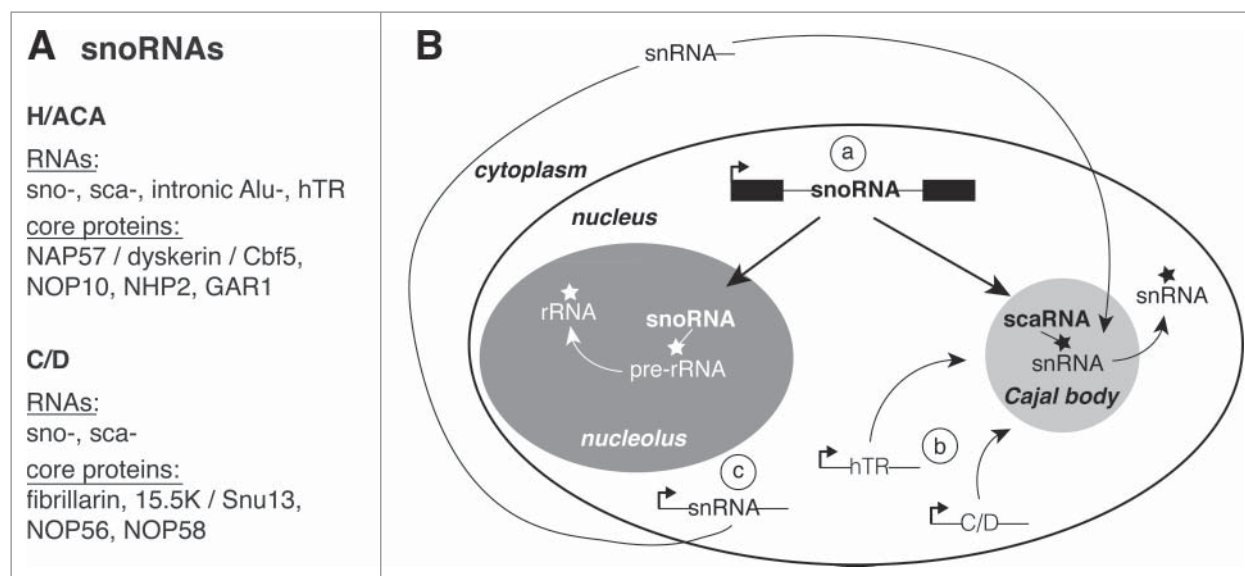 A snoRNAs
H/ACA
RNAs:
sno-, sca-, intronic Alu-, hTR
core proteins:
NAP57 / dyskerin / Cbf5,
NOP10, NHP2, GAR1
C/D
RNAs:
sno-, sca-
core proteins:
fibrillarin, 15.5K / Snu13,
NOP56, NOP58
B
snRNA
cytoplasm
a
snoRNA
nucleus
rRNA
snoRNA
pre-rRNA
nucleolus
snRNA
scaRNA
snRNA
Cajal body
b
hTR
c
snRNA
C/D